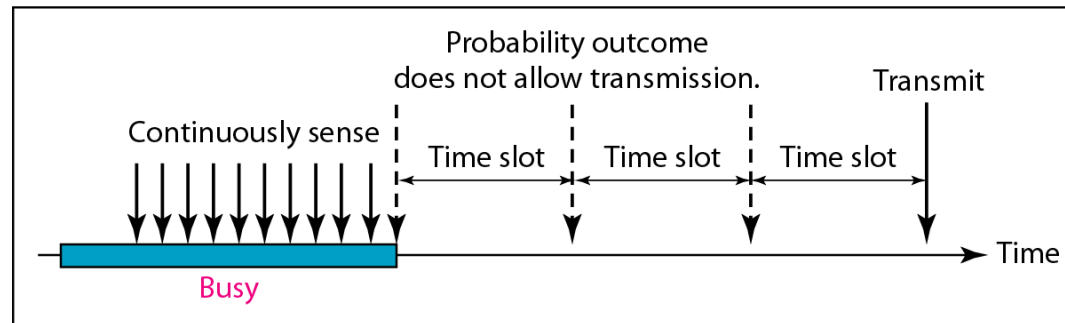 Probability outcome
does not allow transmission.
Transmit
Continuously sense
Time slot
Time slot
Time slot
Time
Busy